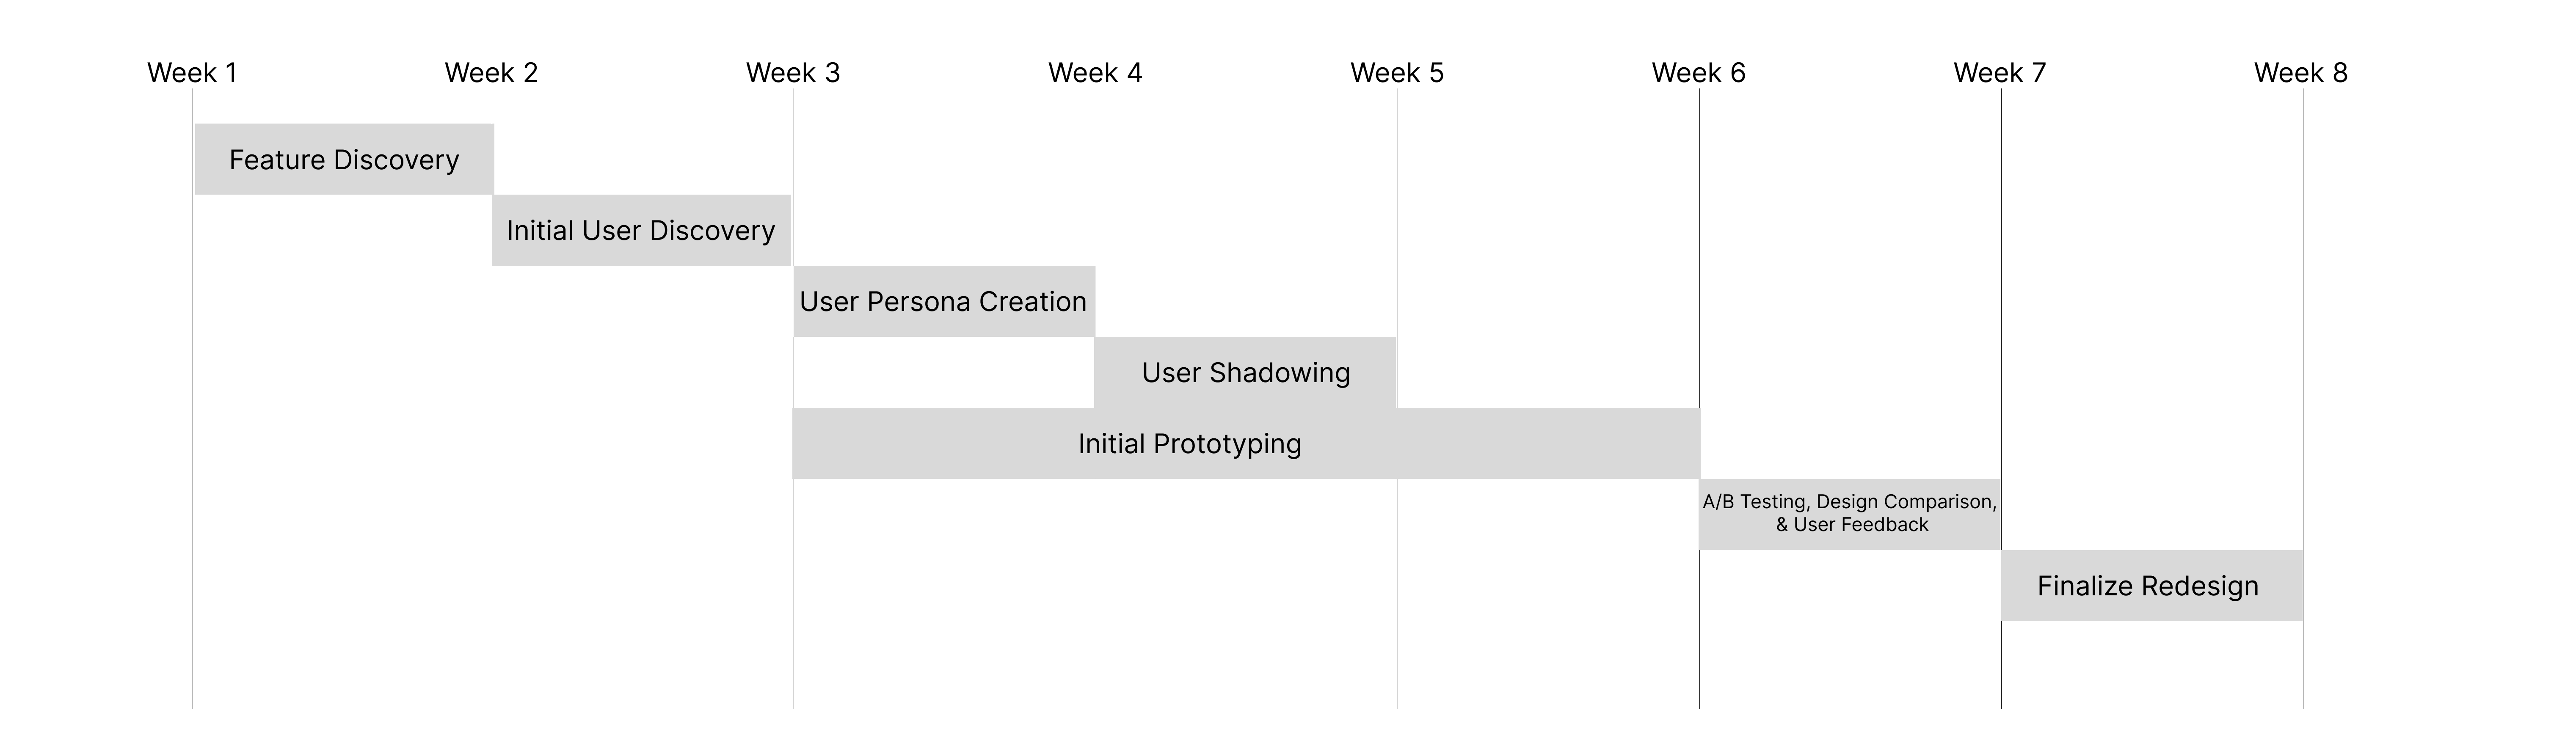 Week 1
Week 2
Week 3
Week 4
Week 5
Week 6
Week 7
Week 8
Feature Discovery
Initial User Discovery
User Persona Creation
User Shadowing
Initial Prototyping
A/B Testing, Design Comparison,
& User Feedback
Finalize Redesign